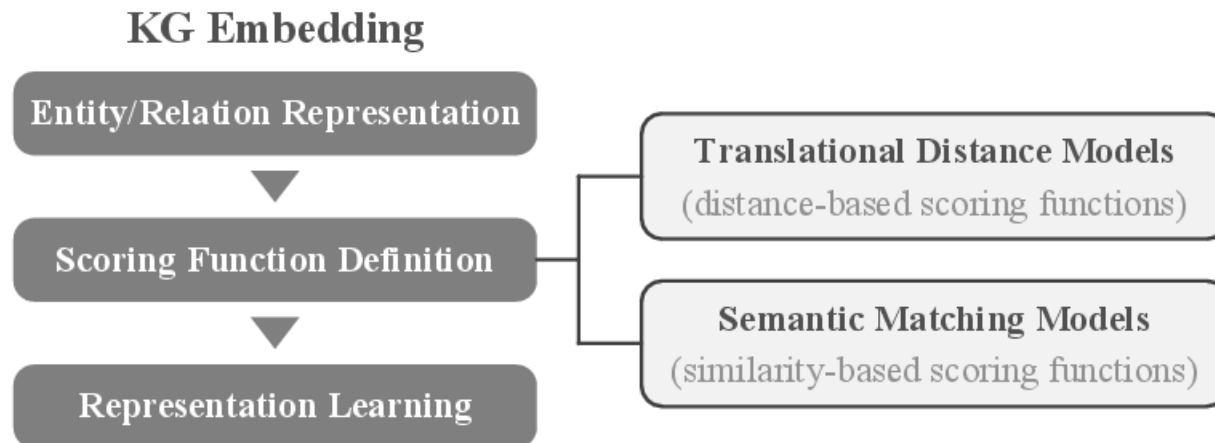 KG Embedding
Entity/Relation Representation
Scoring Function Definition
Representation Learning
Translational Distance Models
(distance-based scoring functions)
Semantic Matching Models
(similarity-based scoring functions)